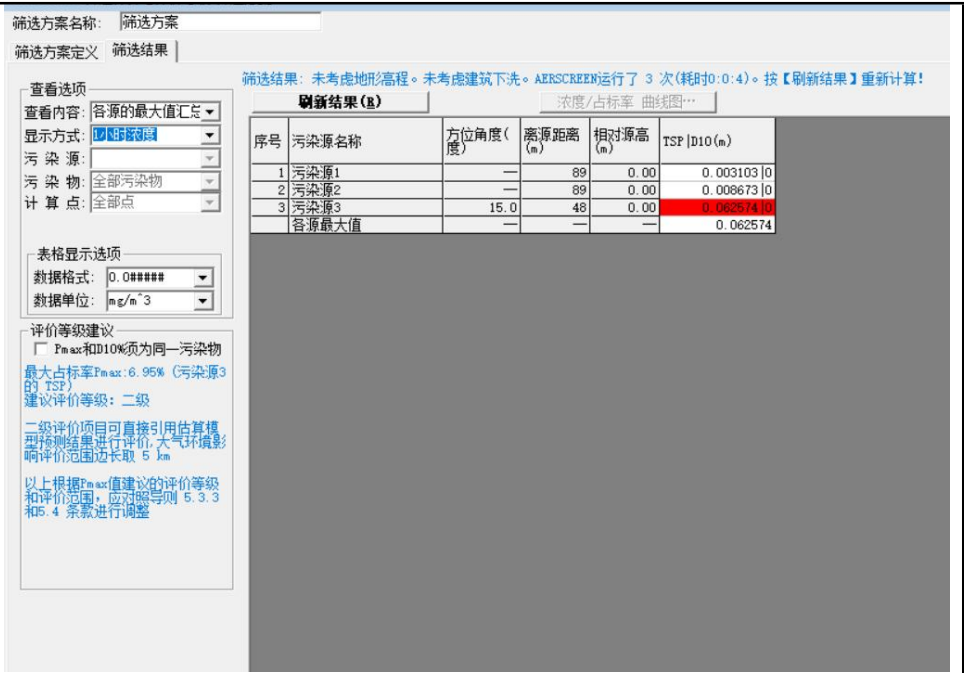 筛选方案名称: 筛选方案
筛选方案定义 筛选结果
查看选项
查看内容: 各源的最大值汇总
显示方式: 1小时浓度
污 染 源:
污 染 物: 全部污染物
计 算 点: 全部点
表格显示选项
数据格式: 0.0#####
数据单位: mg/m^3
评价等级建议
Pmax和D10%须为同一污染物
最大占标率Pmax:6.95% (污染源3
的 TSP)
建议评价等级: 二级
二级评价项目可直接引用估算模
型预测结果进行评价,大气环境影
响评价范围边长取 5 km
以上根据Pmax值建议的评价等级
和评价范围, 应对照导则 5.3.3
和5.4 条款进行调整
筛选结果: 未考虑地形高程。未考虑建筑下洗。AERSCREEN运行了 3 次(耗时0:0:4)。按【刷新结果】重新计算!
刷新结果(R) 浓度/占标率 曲线图…
序号 污染源名称 方位角度(度) 离源距离(m) 相对源高(m) TSP|D10(m)
1 污染源1 — 89 0.00 0.003103|0
2 污染源2 — 89 0.00 0.008673|0
3 污染源3 15.0 48 0.00 0.062574|0
各源最大值 — — — 0.062574